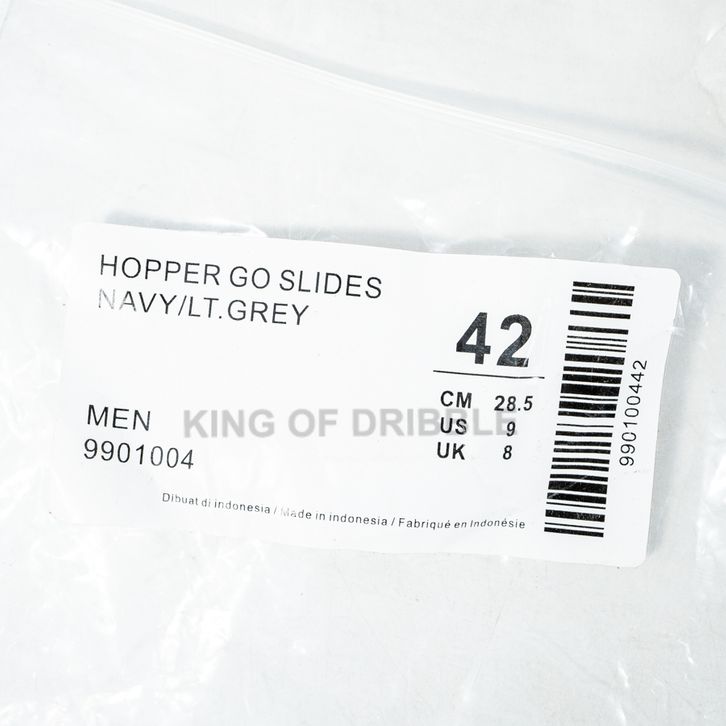 HOPPER GO SLIDES
NAVY/LT.GREY
42
CM 28.5
US 9
UK 8
MEN
9901004
KING OF DRIBBLE
Dibuat di indonesia / Made in indonesia / Fabriqué en Indonésie
990100442